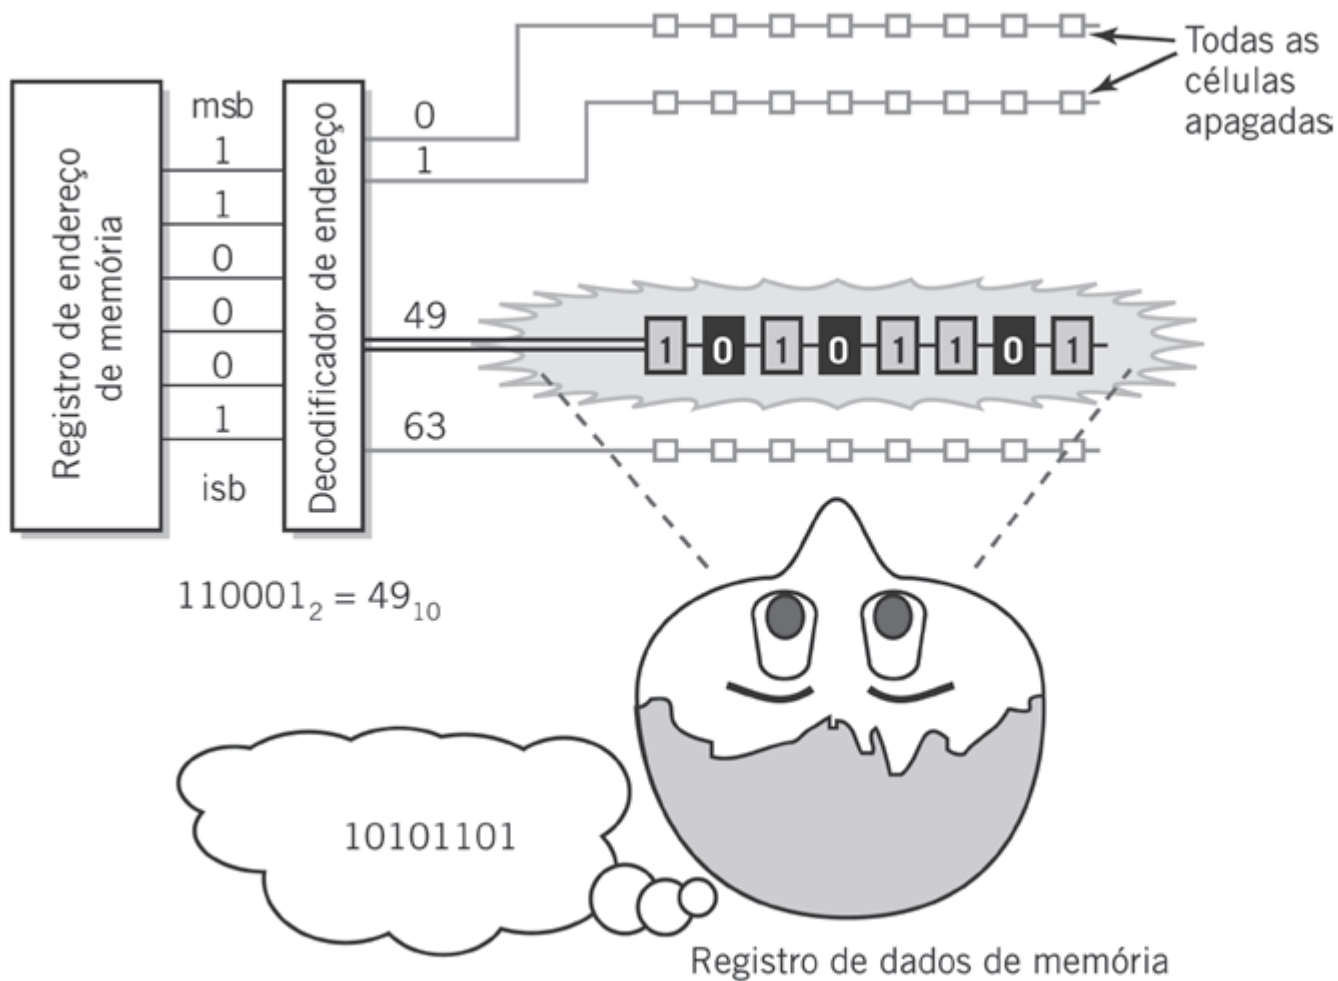 Registro de endereço
de memória
msb
1
1
0
0
0
1
isb
Decodificador de endereço
0
1
49
63
1 0 1 0 1 1 0 1
Todas as
células
apagadas
110001₂ = 49₁₀
10101101
Registro de dados de memória